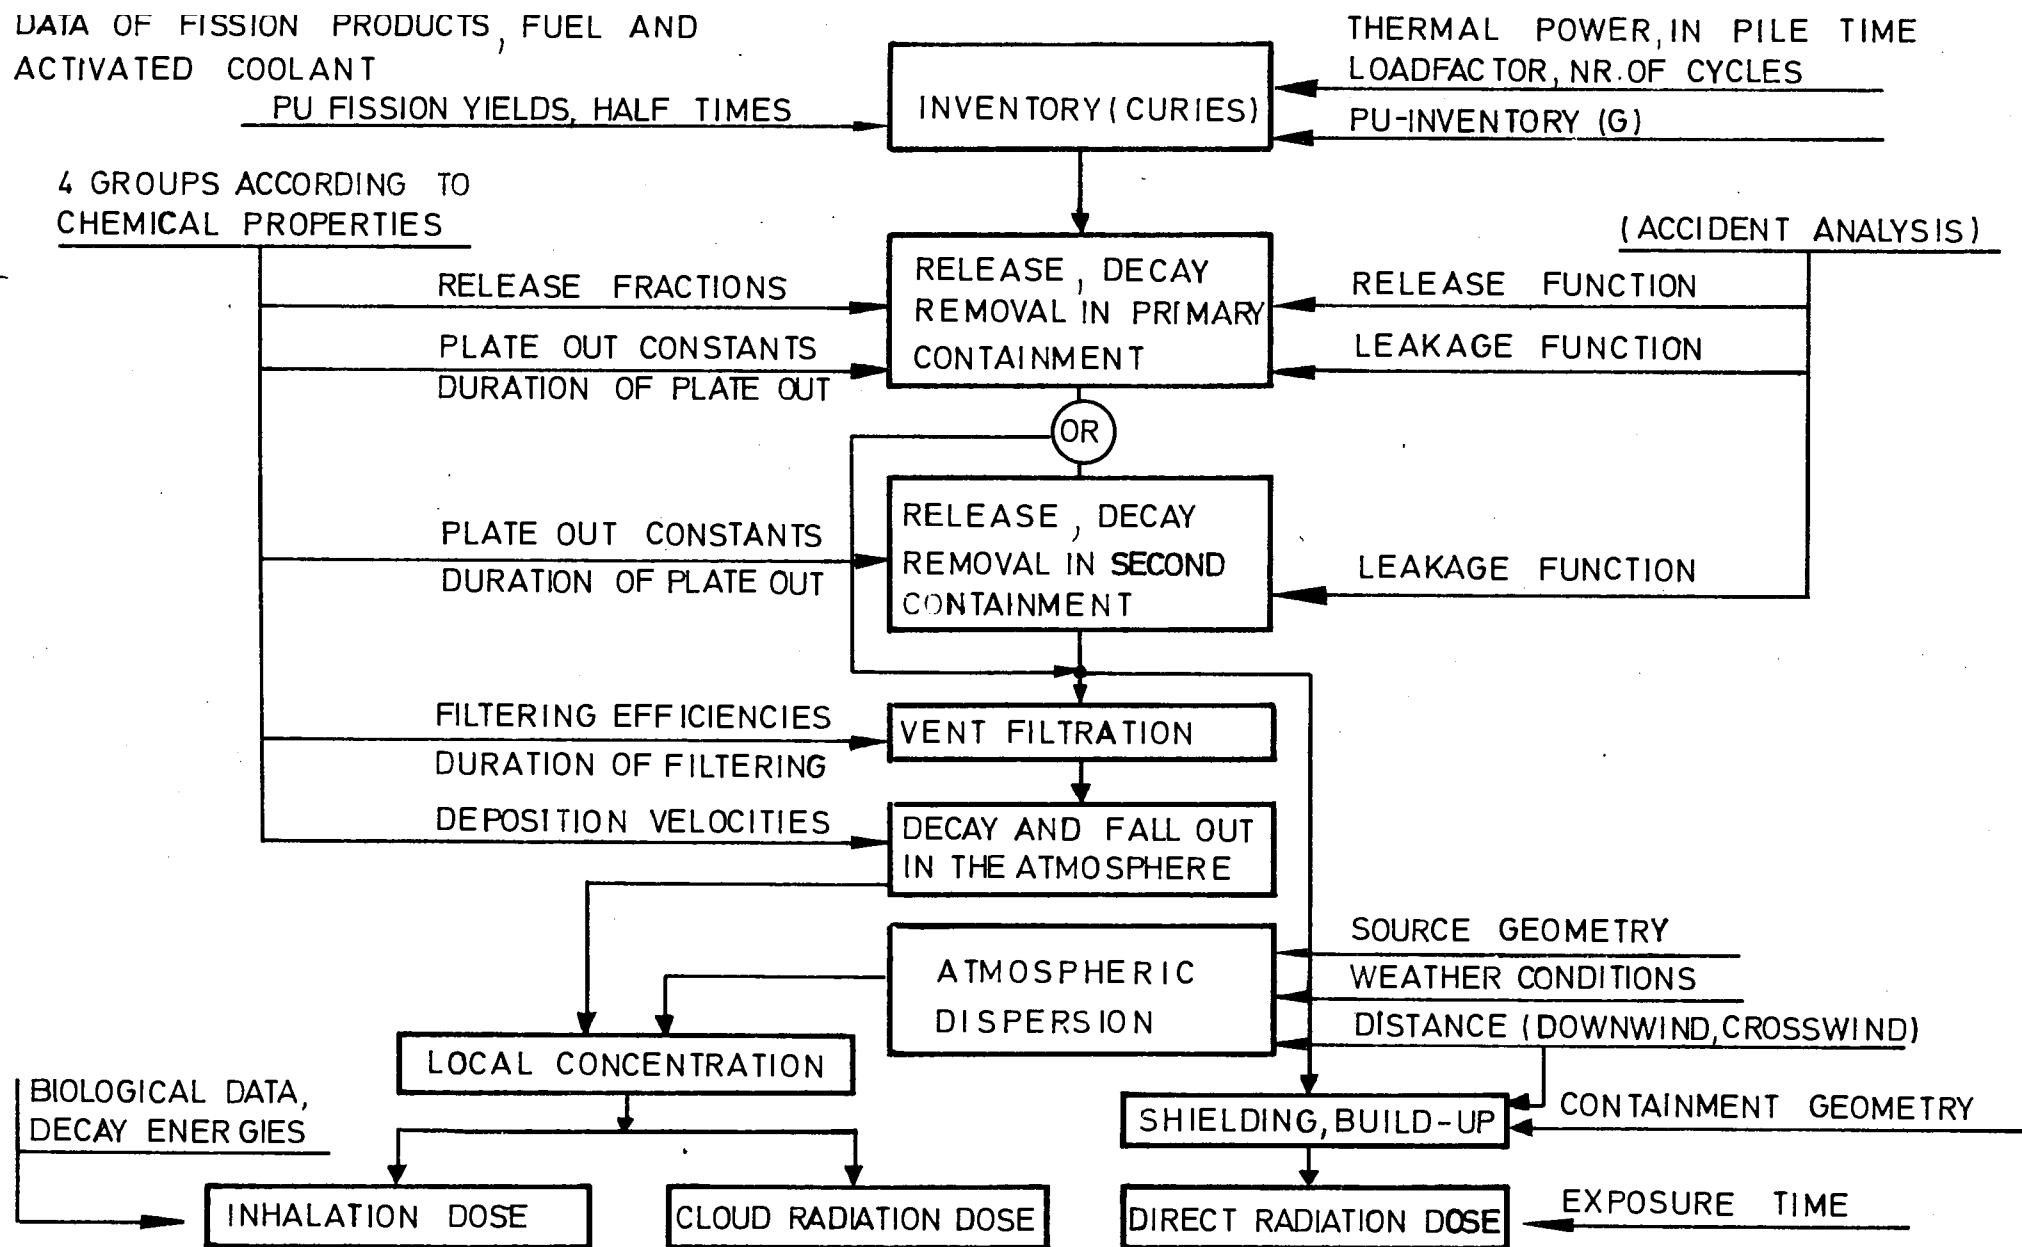 DATA OF FISSION PRODUCTS, FUEL AND
ACTIVATED COOLANT
PU FISSION YIELDS, HALF TIMES
INVENTORY (CURIES)
THERMAL POWER, IN PILE TIME
LOADFACTOR, NR. OF CYCLES
PU-INVENTORY (G)
4 GROUPS ACCORDING TO
CHEMICAL PROPERTIES
(ACCIDENT ANALYSIS)
RELEASE FRACTIONS
PLATE OUT CONSTANTS
DURATION OF PLATE OUT
RELEASE, DECAY
REMOVAL IN PRIMARY
CONTAINMENT
RELEASE FUNCTION
LEAKAGE FUNCTION
OR
PLATE OUT CONSTANTS
DURATION OF PLATE OUT
RELEASE, DECAY
REMOVAL IN SECOND
CONTAINMENT
LEAKAGE FUNCTION
FILTERING EFFICIENCIES
DURATION OF FILTERING
VENT FILTRATION
DEPOSITION VELOCITIES
DECAY AND FALL OUT
IN THE ATMOSPHERE
ATMOSPHERIC
DISPERSION
SOURCE GEOMETRY
WEATHER CONDITIONS
DISTANCE (DOWNWIND, CROSSWIND)
LOCAL CONCENTRATION
BIOLOGICAL DATA,
DECAY ENERGIES
SHIELDING, BUILD-UP
CONTAINMENT GEOMETRY
INHALATION DOSE
CLOUD RADIATION DOSE
DIRECT RADIATION DOSE
EXPOSURE TIME